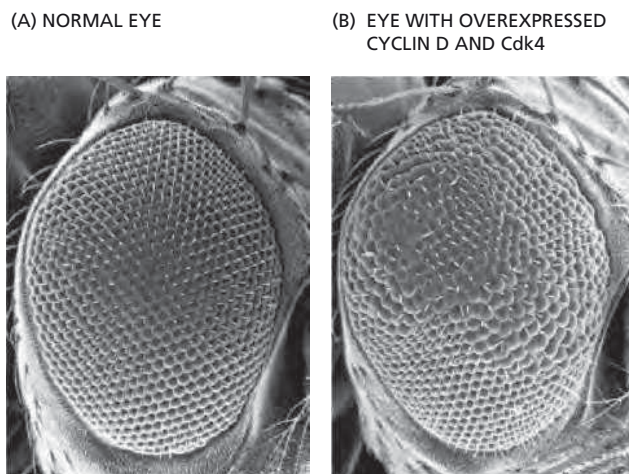 (A) NORMAL EYE
(B) EYE WITH OVEREXPRESSED
CYCLIN D AND Cdk4